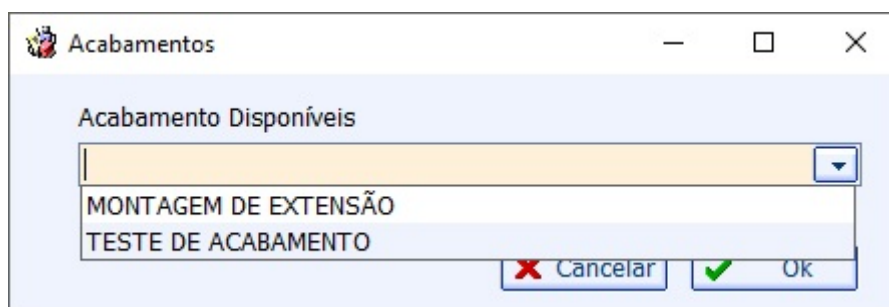 Acabamentos
Acabamento Disponíveis
MONTAGEM DE EXTENSÃO
TESTE DE ACABAMENTO
Cancelar
Ok